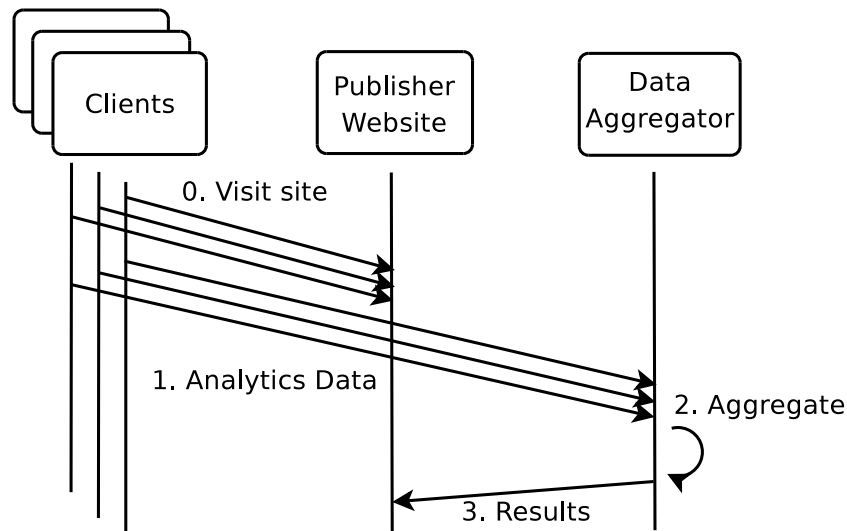 Clients
Publisher
Website
Data
Aggregator
0. Visit site
1. Analytics Data
2. Aggregate
3. Results